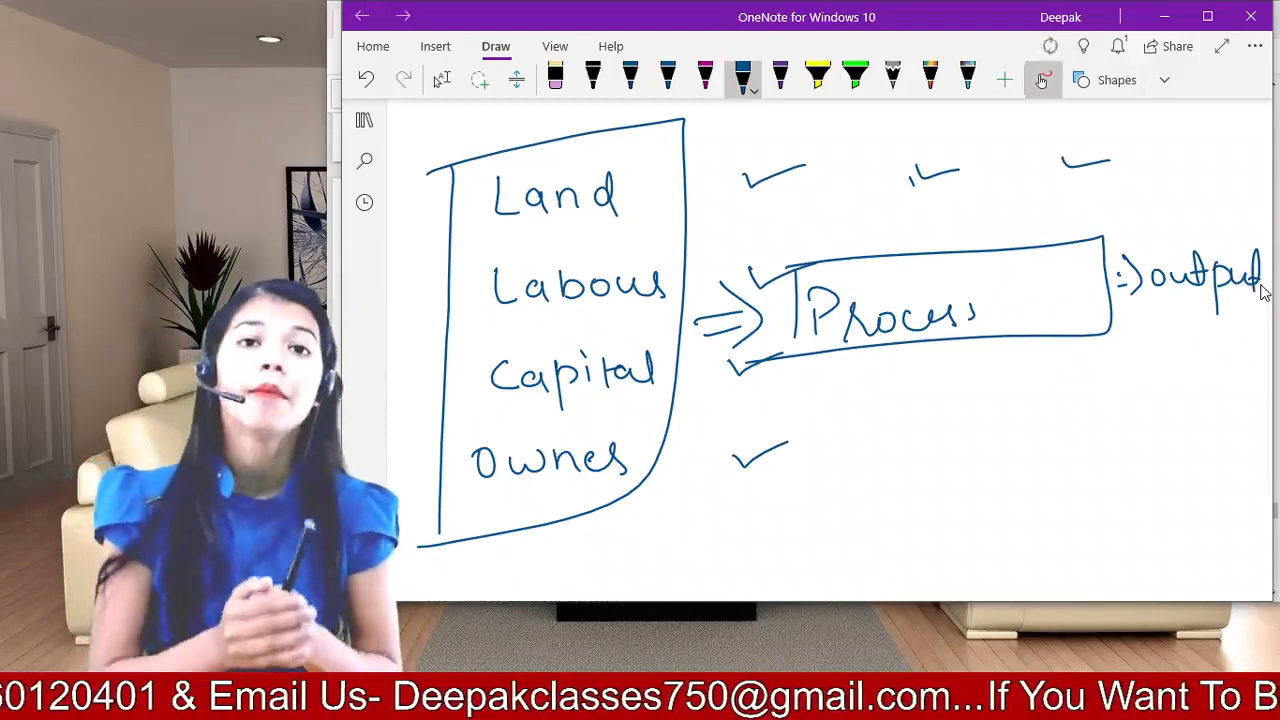 OneNote for Windows 10
Deepak
Home Insert Draw View Help
Share
Shapes
Land
Labour
Capital
Owner
⇒ Process
⇒ output
60120401 & Email Us- Deepakclasses750@gmail.com...If You Want To B